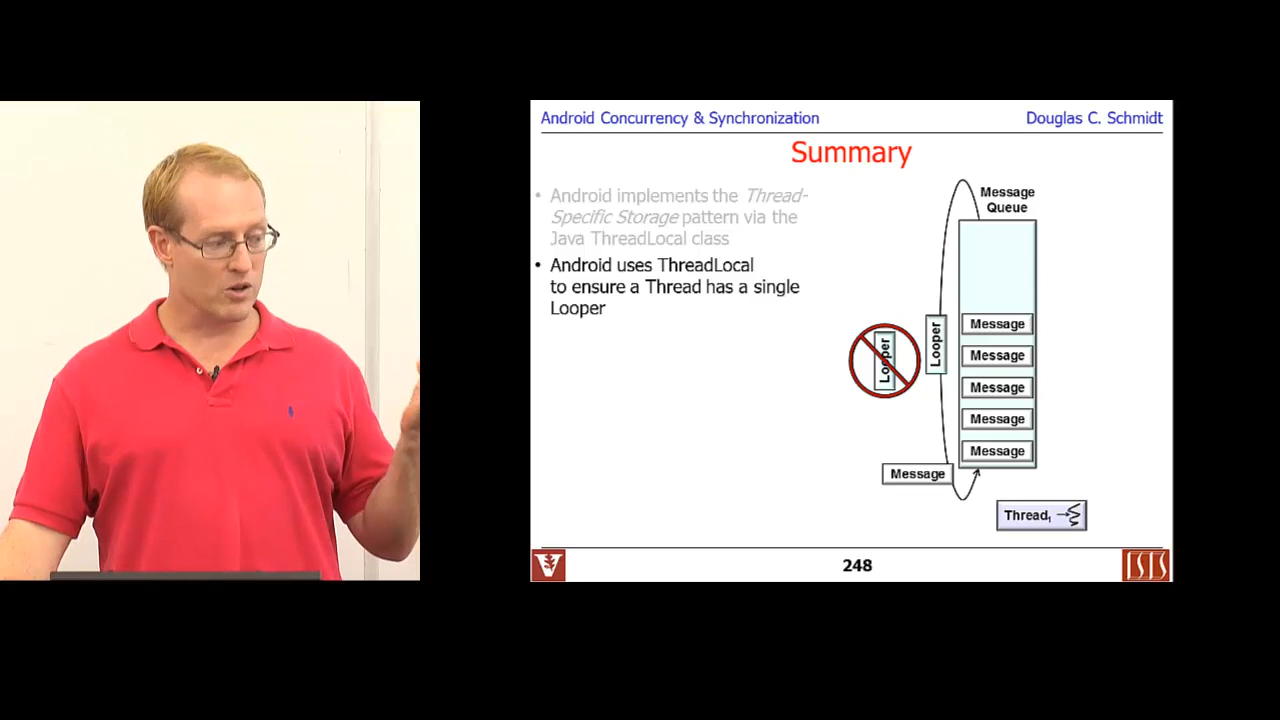 Android Concurrency & Synchronization
Douglas C. Schmidt
Summary
• Android implements the Thread-
Specific Storage pattern via the
Java ThreadLocal class
• Android uses ThreadLocal
to ensure a Thread has a single
Looper
Message
Queue
Message
Looper
Looper
Message
Message
Message
Message
Message
Thread1
248
V
ISIS